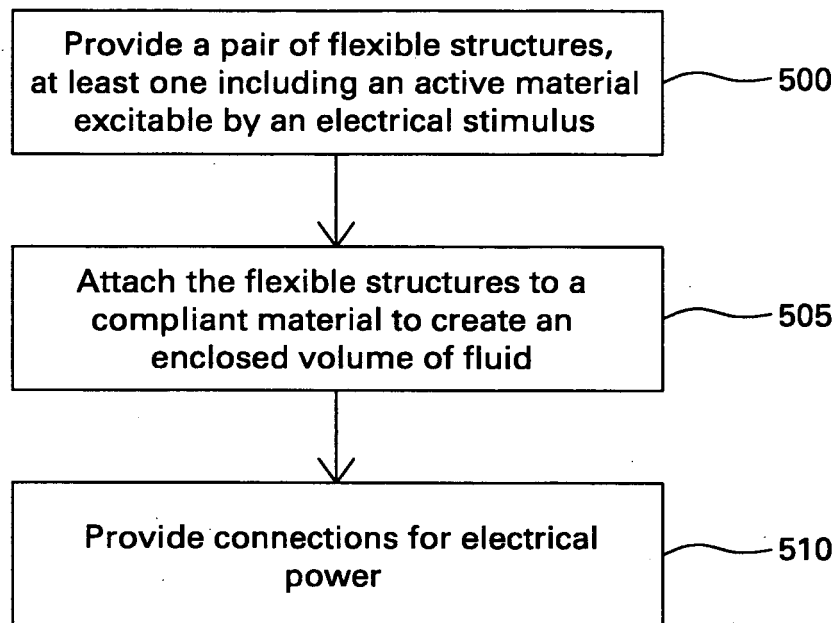 Provide a pair of flexible structures,
at least one including an active material
excitable by an electrical stimulus
500
Attach the flexible structures to a
compliant material to create an
enclosed volume of fluid
505
Provide connections for electrical
power
510